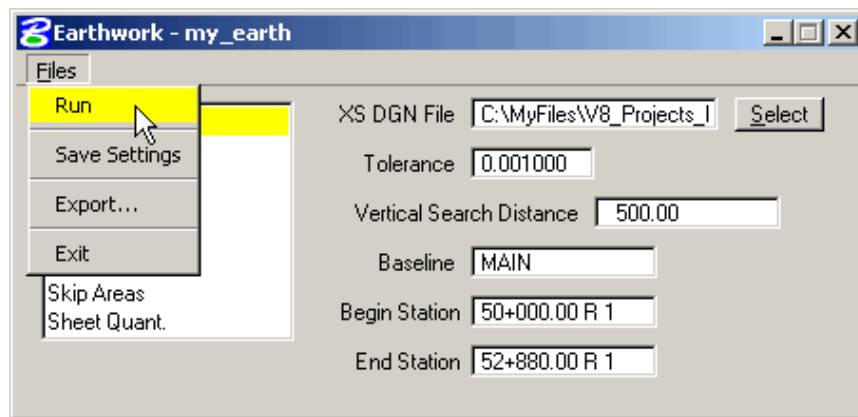 Earthwork - my_earth
Files
Run
Save Settings
Export...
Exit
Skip Areas
Sheet Quant.
XS DGN File C:\MyFiles\V8_Projects_I Select
Tolerance 0.001000
Vertical Search Distance 500.00
Baseline MAIN
Begin Station 50+000.00 R 1
End Station 52+880.00 R 1